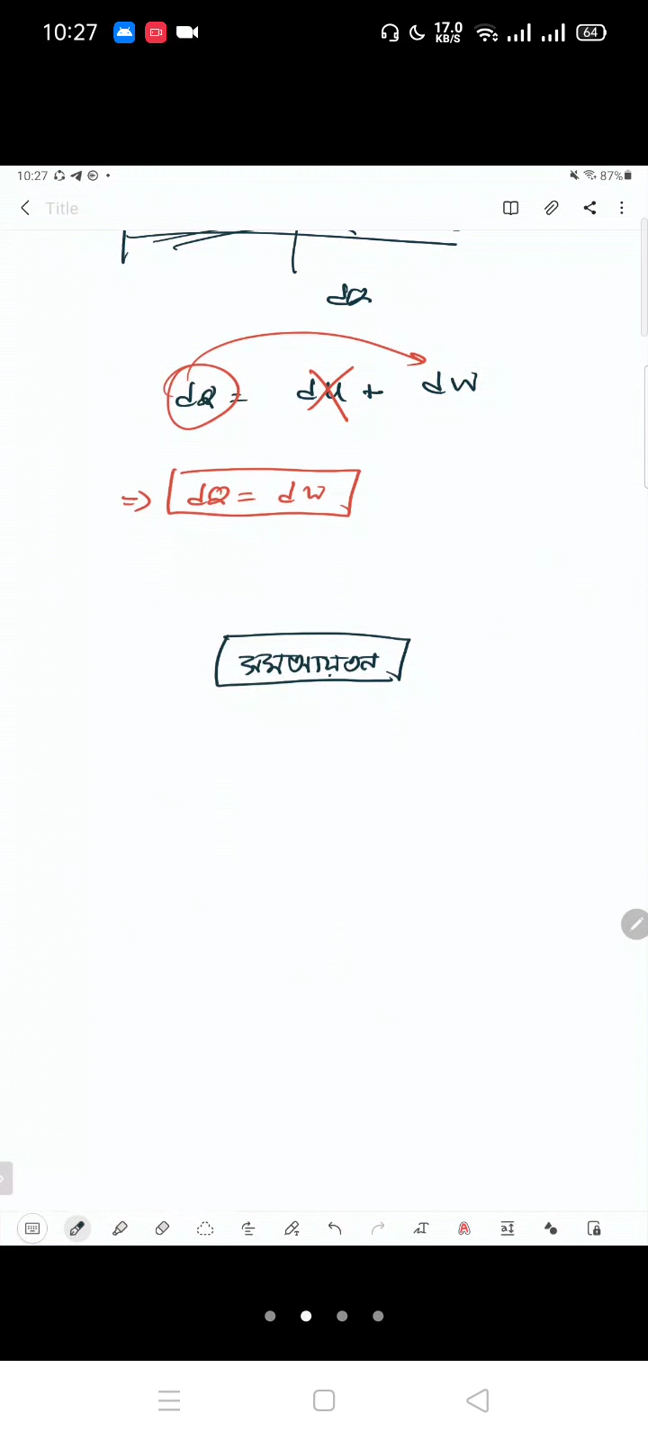 10:27 17.0 KB/S 64
10:27 87%
Title
dQ
dQ = du + dW
=> dQ = dW
সমআয়তন